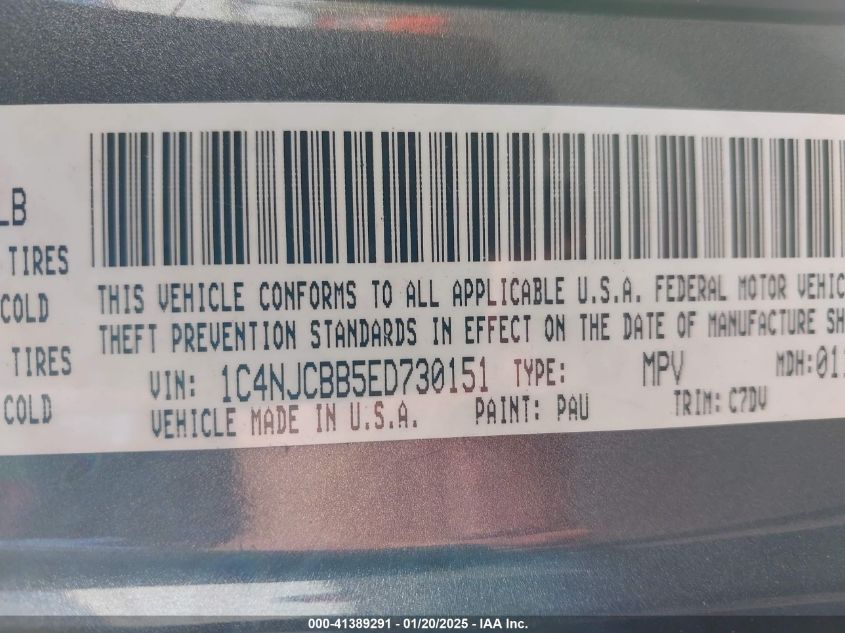 LB
TIRES
COLD
TIRES
COLD
THIS VEHICLE CONFORMS TO ALL APPLICABLE U.S.A. FEDERAL MOTOR VEHIC
THEFT PREVENTION STANDARDS IN EFFECT ON THE DATE OF MANUFACTURE SH
VIN: 1C4NJCBB5ED730151 TYPE: MPV MDH:011
VEHICLE MADE IN U.S.A. PAINT: PAU TRIM: C7DV
000-41389291 - 01/20/2025 - IAA Inc.